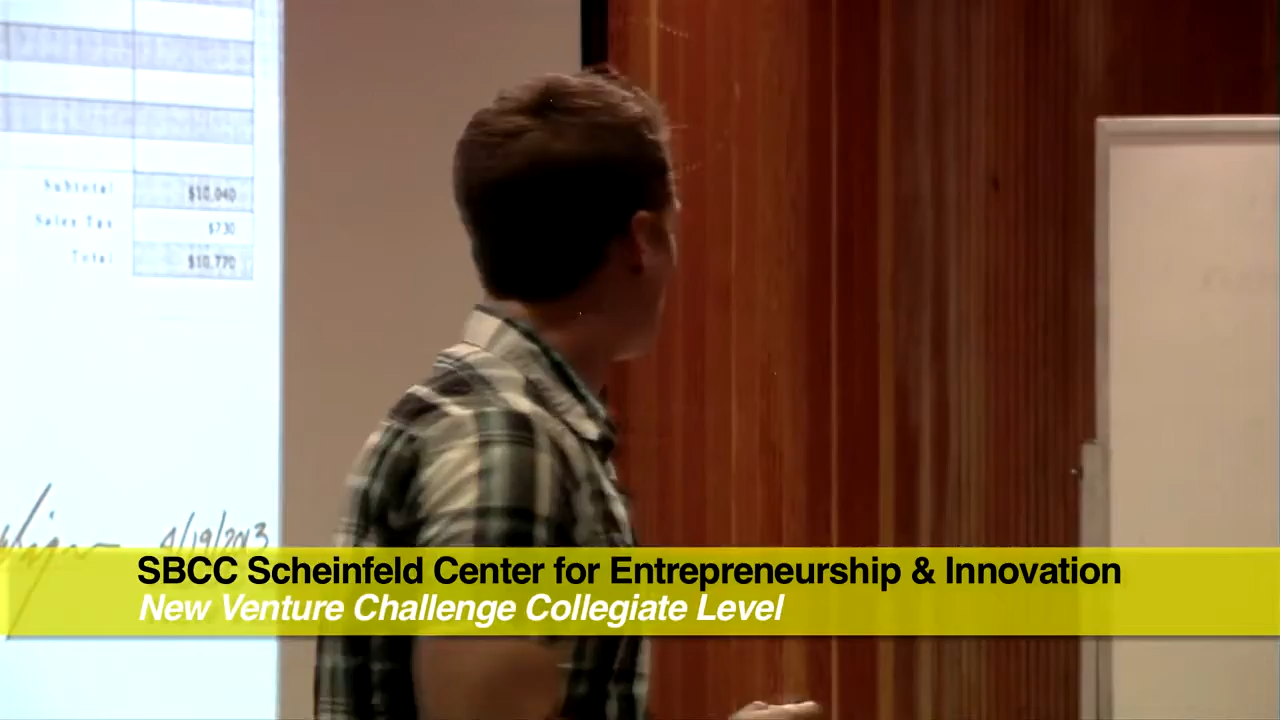 Subtotal $10,040
Sales Tax $730
Total $10,770
4/19/2013
SBCC Scheinfeld Center for Entrepreneurship & Innovation
New Venture Challenge Collegiate Level